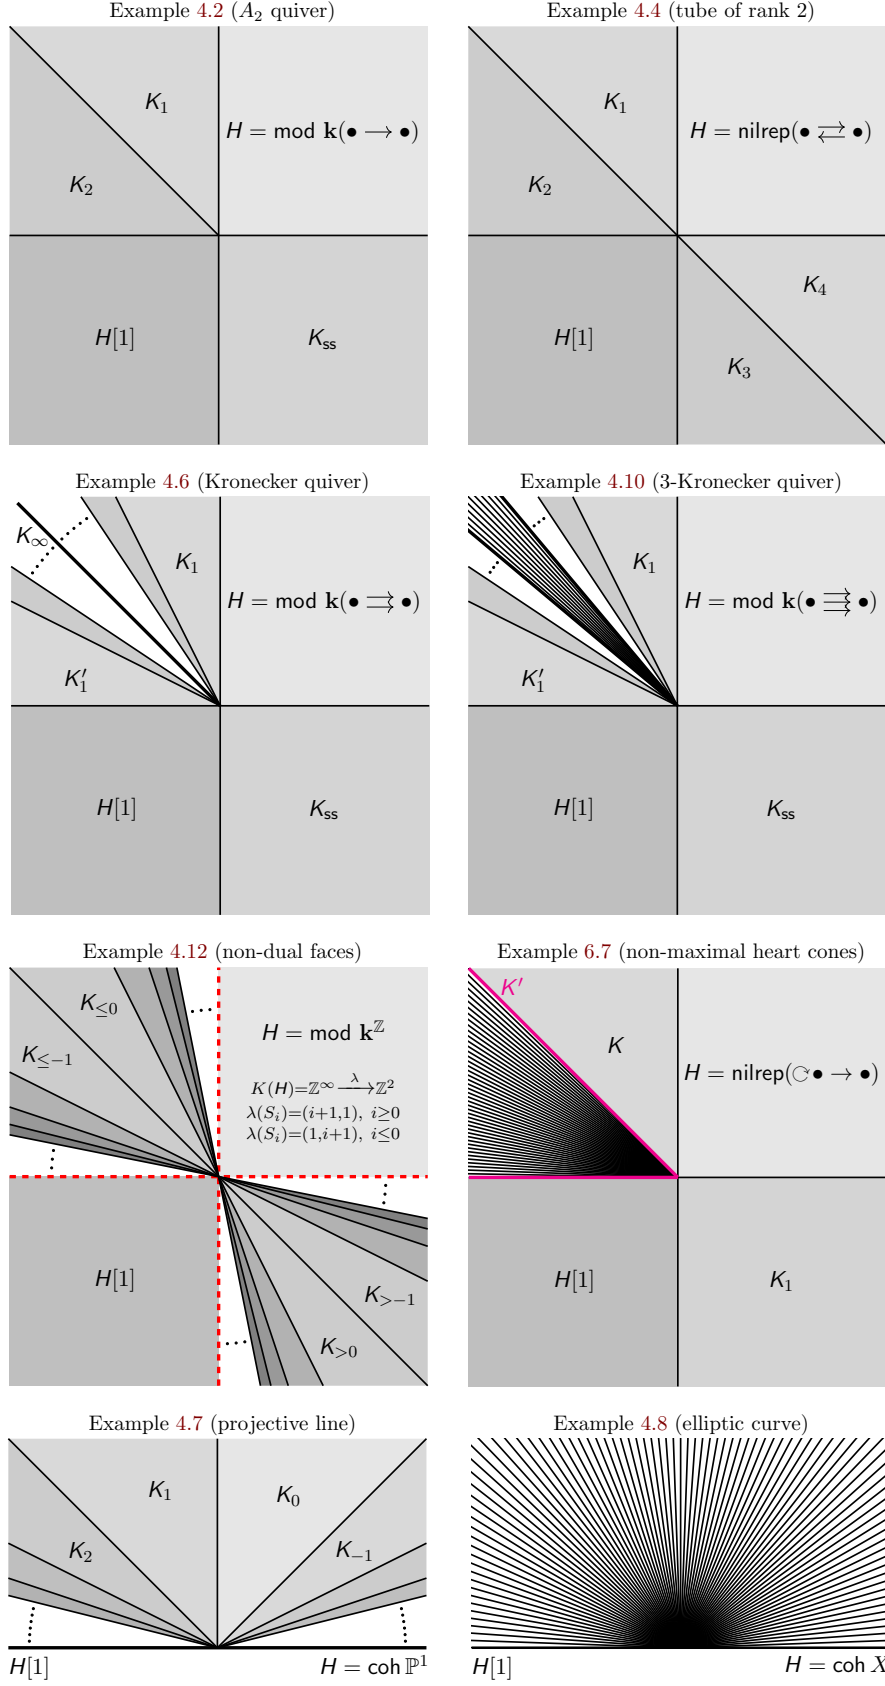 Example 4.2 (A₂ quiver)
K₁
H = mod k(• → •)
K₂
H[1]
K_ss
Example 4.4 (tube of rank 2)
K₁
H = nilrep(• ⇄ •)
K₂
K₄
H[1]
K₃
Example 4.6 (Kronecker quiver)
K_∞
K₁
H = mod k(• ⇉ •)
K′₁
H[1]
K_ss
Example 4.10 (3-Kronecker quiver)
K₁
H = mod k(• ⇶ •)
K′₁
H[1]
K_ss
Example 4.12 (non-dual faces)
K_≤0
H = mod k^ℤ
K_≤−1
K(H)=ℤ^∞ —λ→ ℤ²
λ(S_i)=(i+1,1), i≥0
λ(S_i)=(1,i+1), i≤0
H[1]
K_>−1
K_>0
Example 6.7 (non-maximal heart cones)
K′
K
H = nilrep(⟳• → •)
H[1]
K₁
Example 4.7 (projective line)
K₁
K₀
K₂
K₋₁
H[1]
H = coh ℙ¹
Example 4.8 (elliptic curve)
H[1]
H = coh X